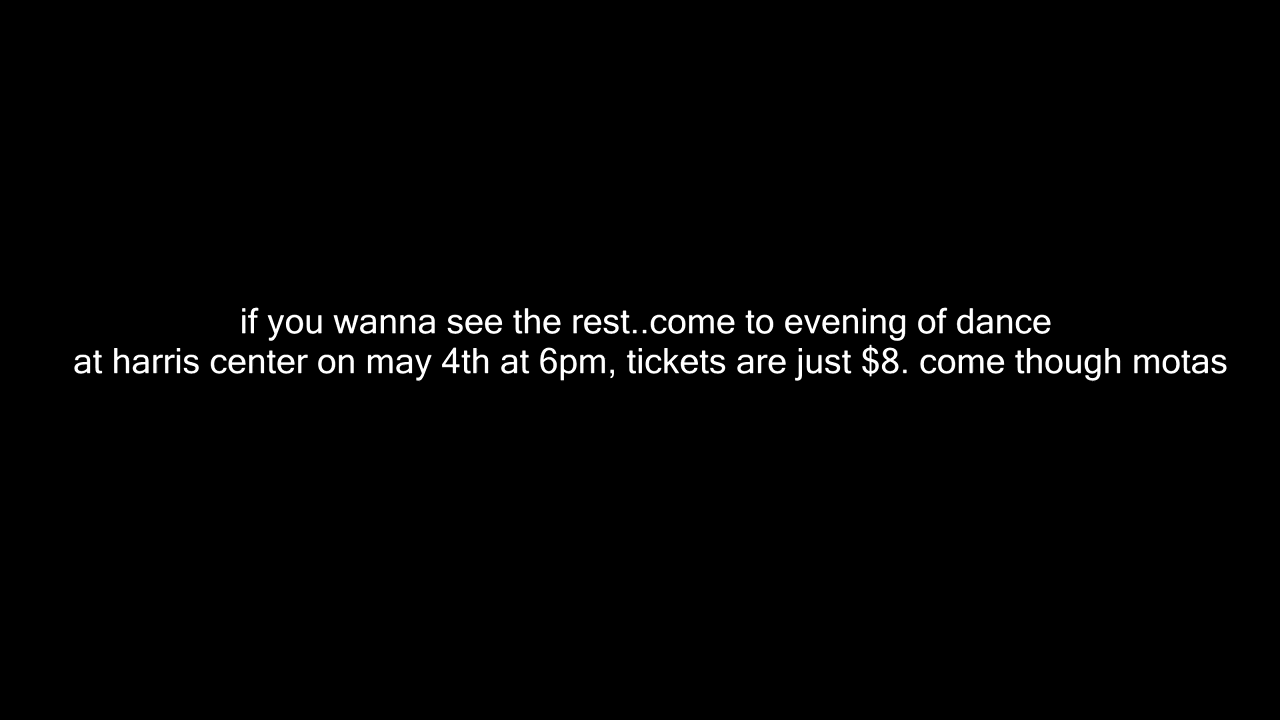 if you wanna see the rest..come to evening of dance
at harris center on may 4th at 6pm, tickets are just $8. come though motas